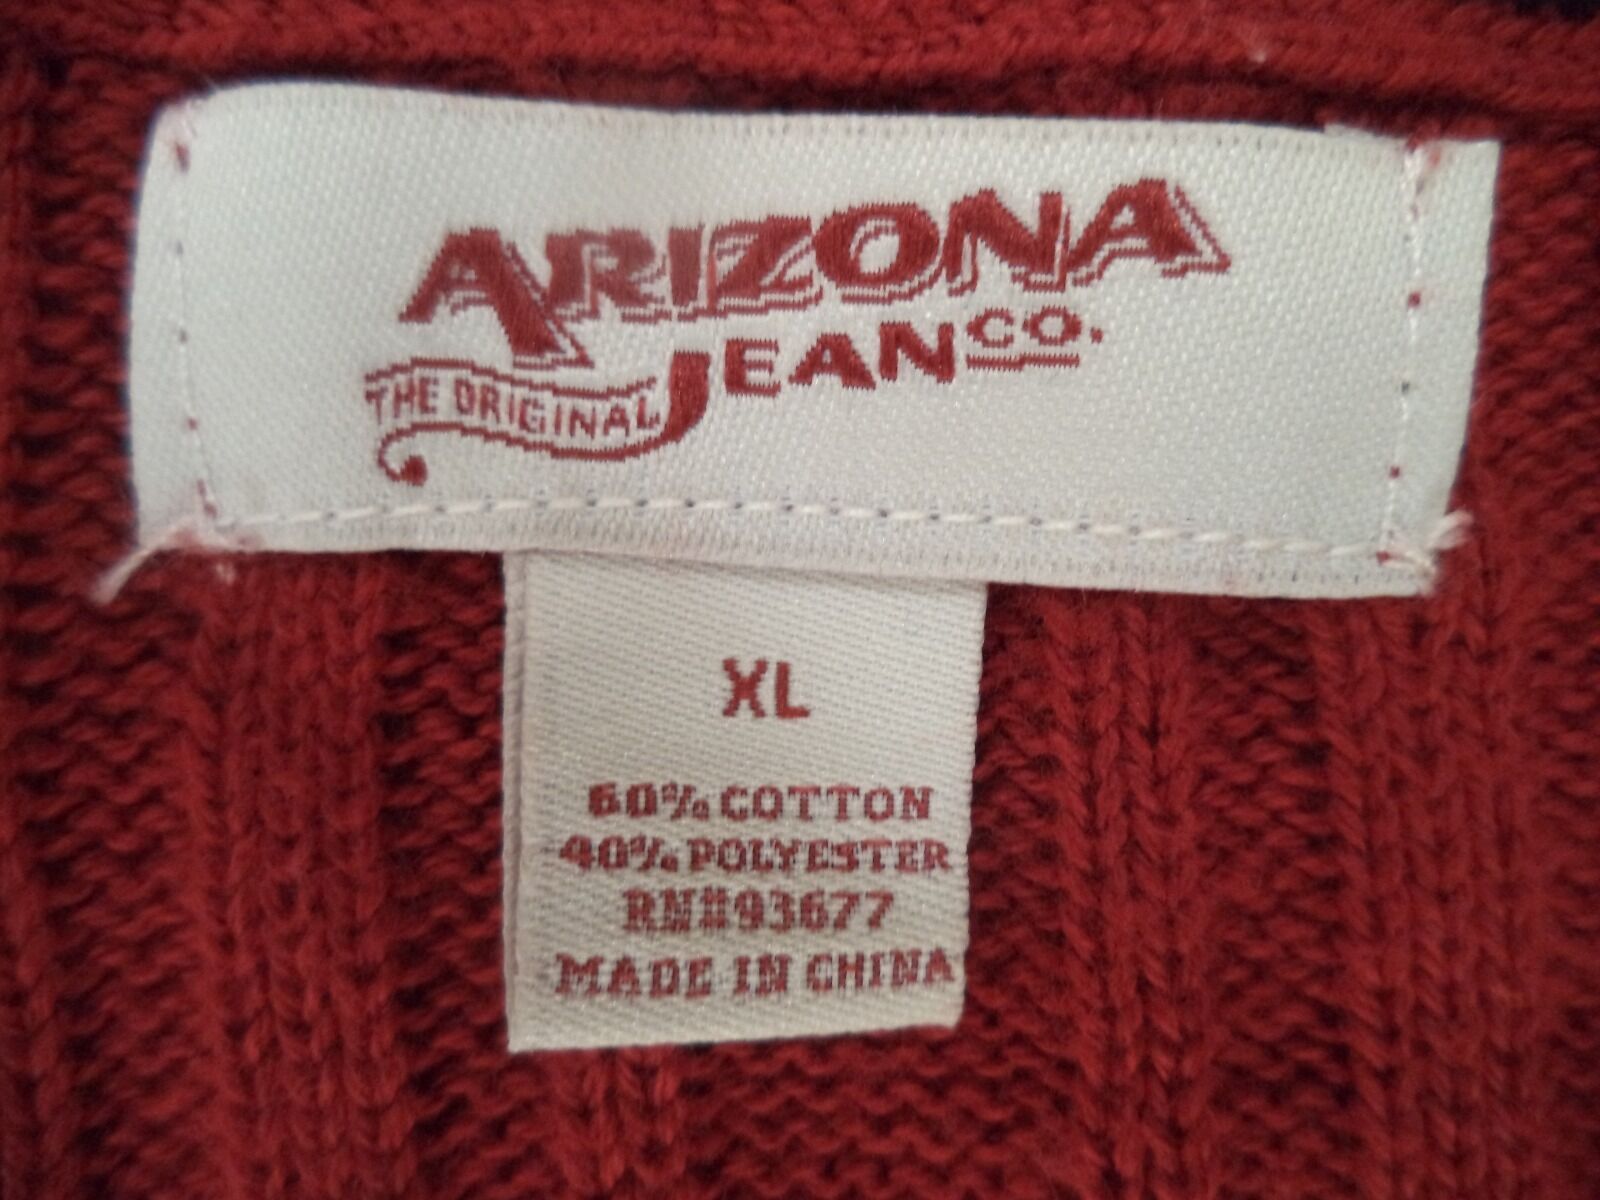 ARIZONA
JEAN CO.
THE ORIGINAL
XL
60% COTTON
40% POLYESTER
RN#93677
MADE IN CHINA